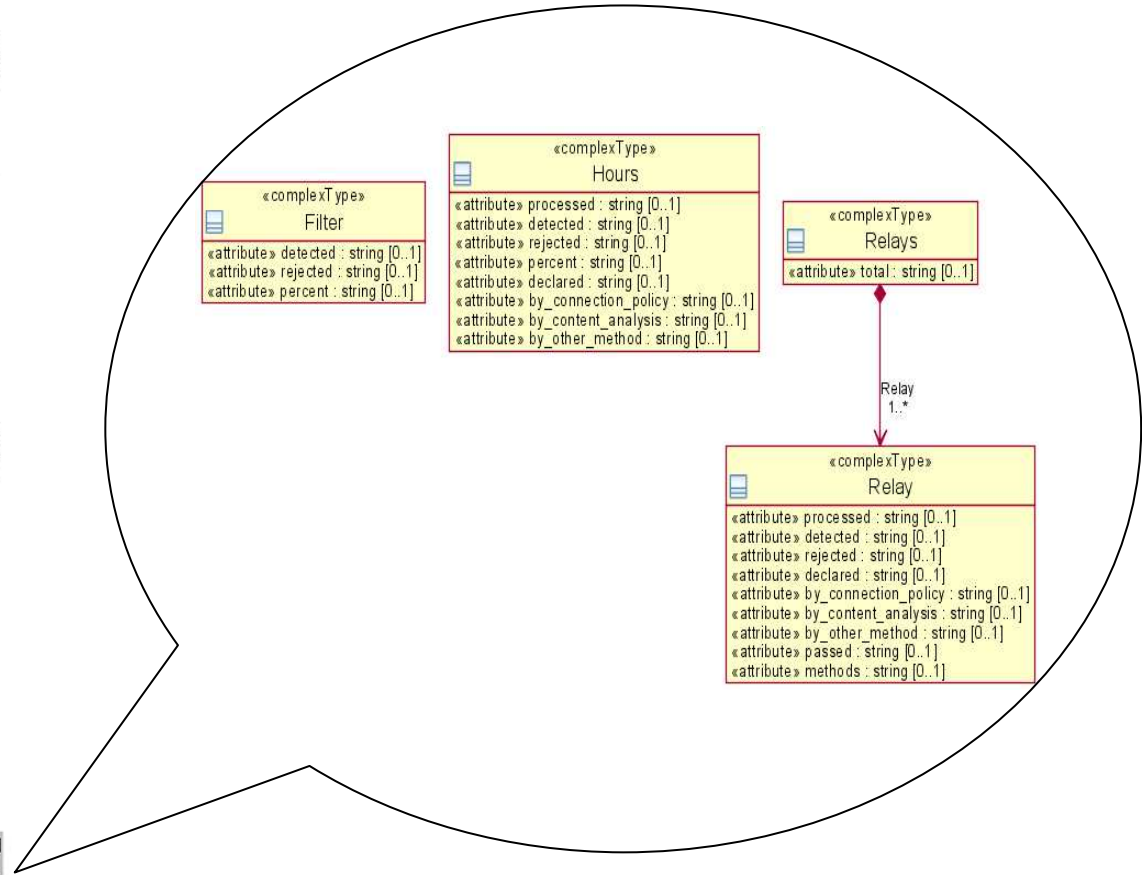 «complexType»
Filter
«attribute» detected : string [0..1]
«attribute» rejected : string [0..1]
«attribute» percent : string [0..1]
«complexType»
Hours
«attribute» processed : string [0..1]
«attribute» detected : string [0..1]
«attribute» rejected : string [0..1]
«attribute» percent : string [0..1]
«attribute» declared : string [0..1]
«attribute» by_connection_policy : string [0..1]
«attribute» by_content_analysis : string [0..1]
«attribute» by_other_method : string [0..1]
«complexType»
Relays
«attribute» total : string [0..1]
Relay
1..*
«complexType»
Relay
«attribute» processed : string [0..1]
«attribute» detected : string [0..1]
«attribute» rejected : string [0..1]
«attribute» declared : string [0..1]
«attribute» by_connection_policy : string [0..1]
«attribute» by_content_analysis : string [0..1]
«attribute» by_other_method : string [0..1]
«attribute» passed : string [0..1]
«attribute» methods : string [0..1]